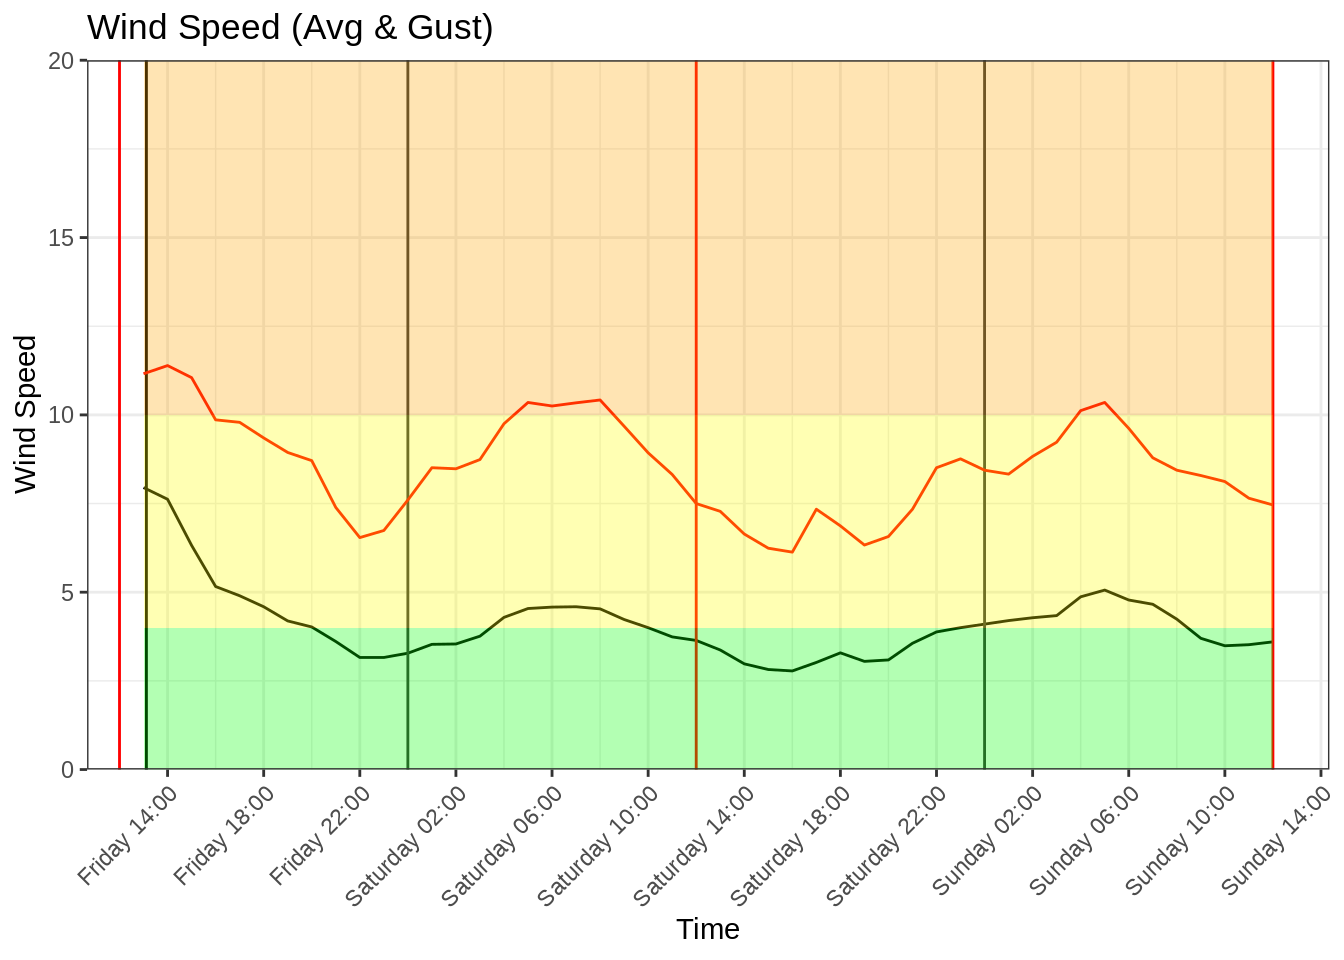 Wind Speed (Avg & Gust)
20
15
10
5
0
Wind Speed
Friday 14:00
Friday 18:00
Friday 22:00
Saturday 02:00
Saturday 06:00
Saturday 10:00
Saturday 14:00
Saturday 18:00
Saturday 22:00
Sunday 02:00
Sunday 06:00
Sunday 10:00
Sunday 14:00
Time